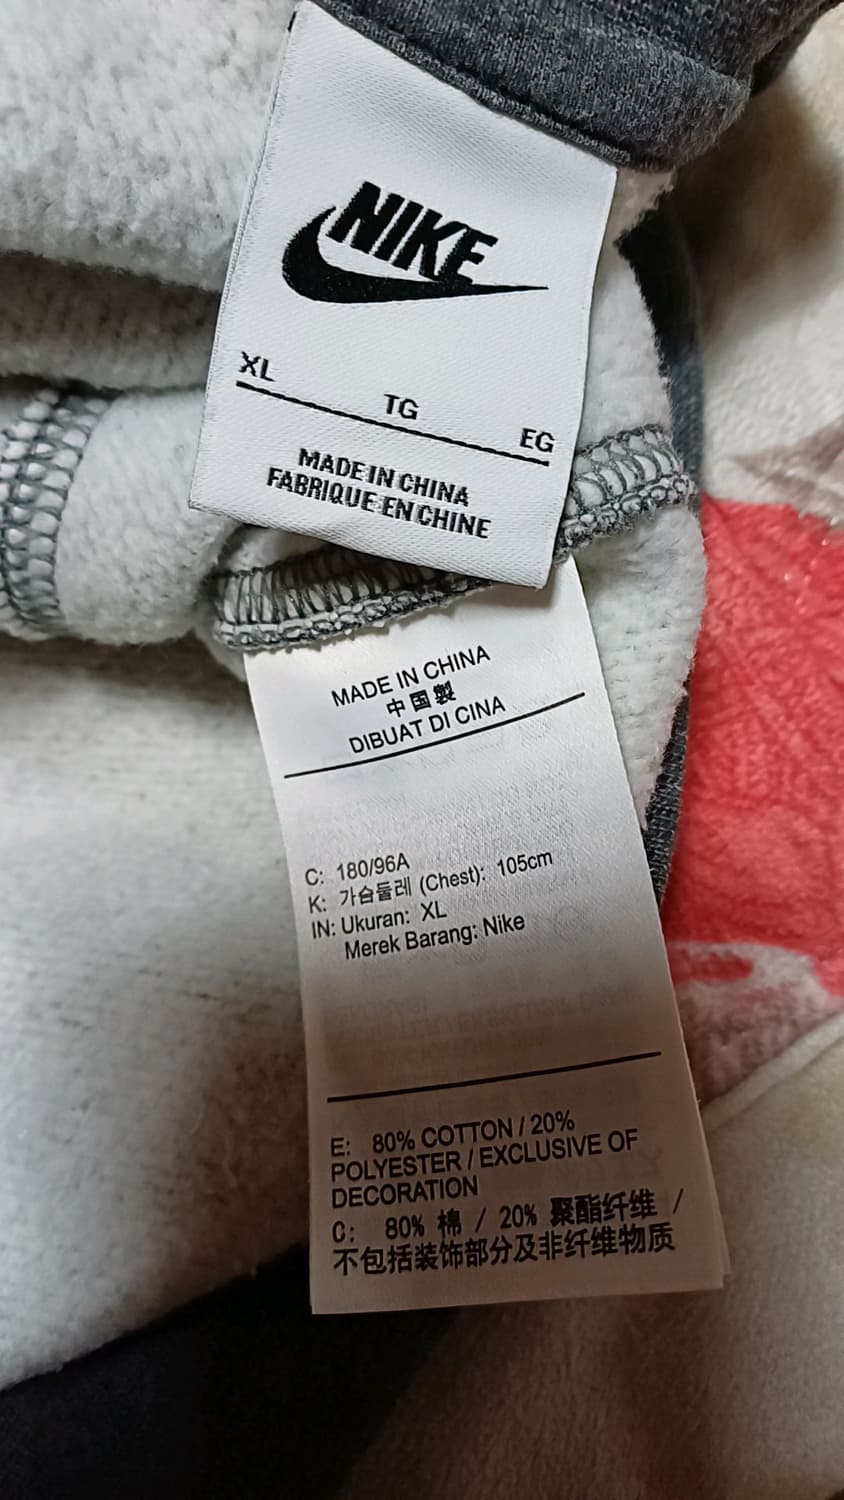 NIKE
XL
TG
EG
MADE IN CHINA
FABRIQUE EN CHINE
MADE IN CHINA
中国製
DIBUAT DI CINA
C: 180/96A
K: 가슴둘레 (Chest): 105cm
IN: Ukuran: XL
Merek Barang: Nike
E: 80% COTTON / 20%
POLYESTER / EXCLUSIVE OF
DECORATION
C: 80% 棉 / 20% 聚酯纤维 /
不包括装饰部分及非纤维物质